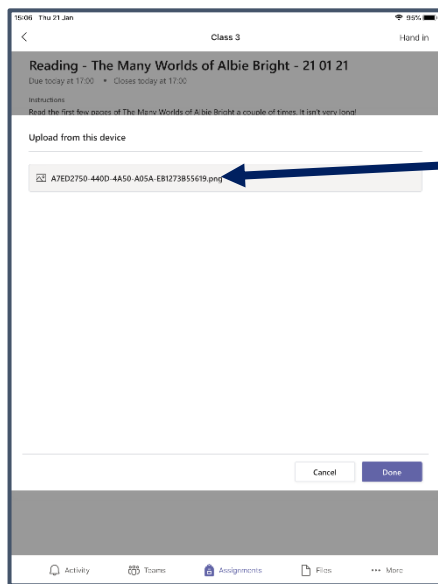 15:06 Thu 21 Jan 95%
Class 3 Hand in
Reading - The Many Worlds of Albie Bright - 21 01 21
Due today at 17:00 • Closes today at 17:00
Instructions
Read the first few pages of The Many Worlds of Albie Bright a couple of times. It isn't very long!
Upload from this device
A7ED2750-440D-4A50-A05A-EB1273B55619.png
Cancel Done
Activity Teams Assignments Files More